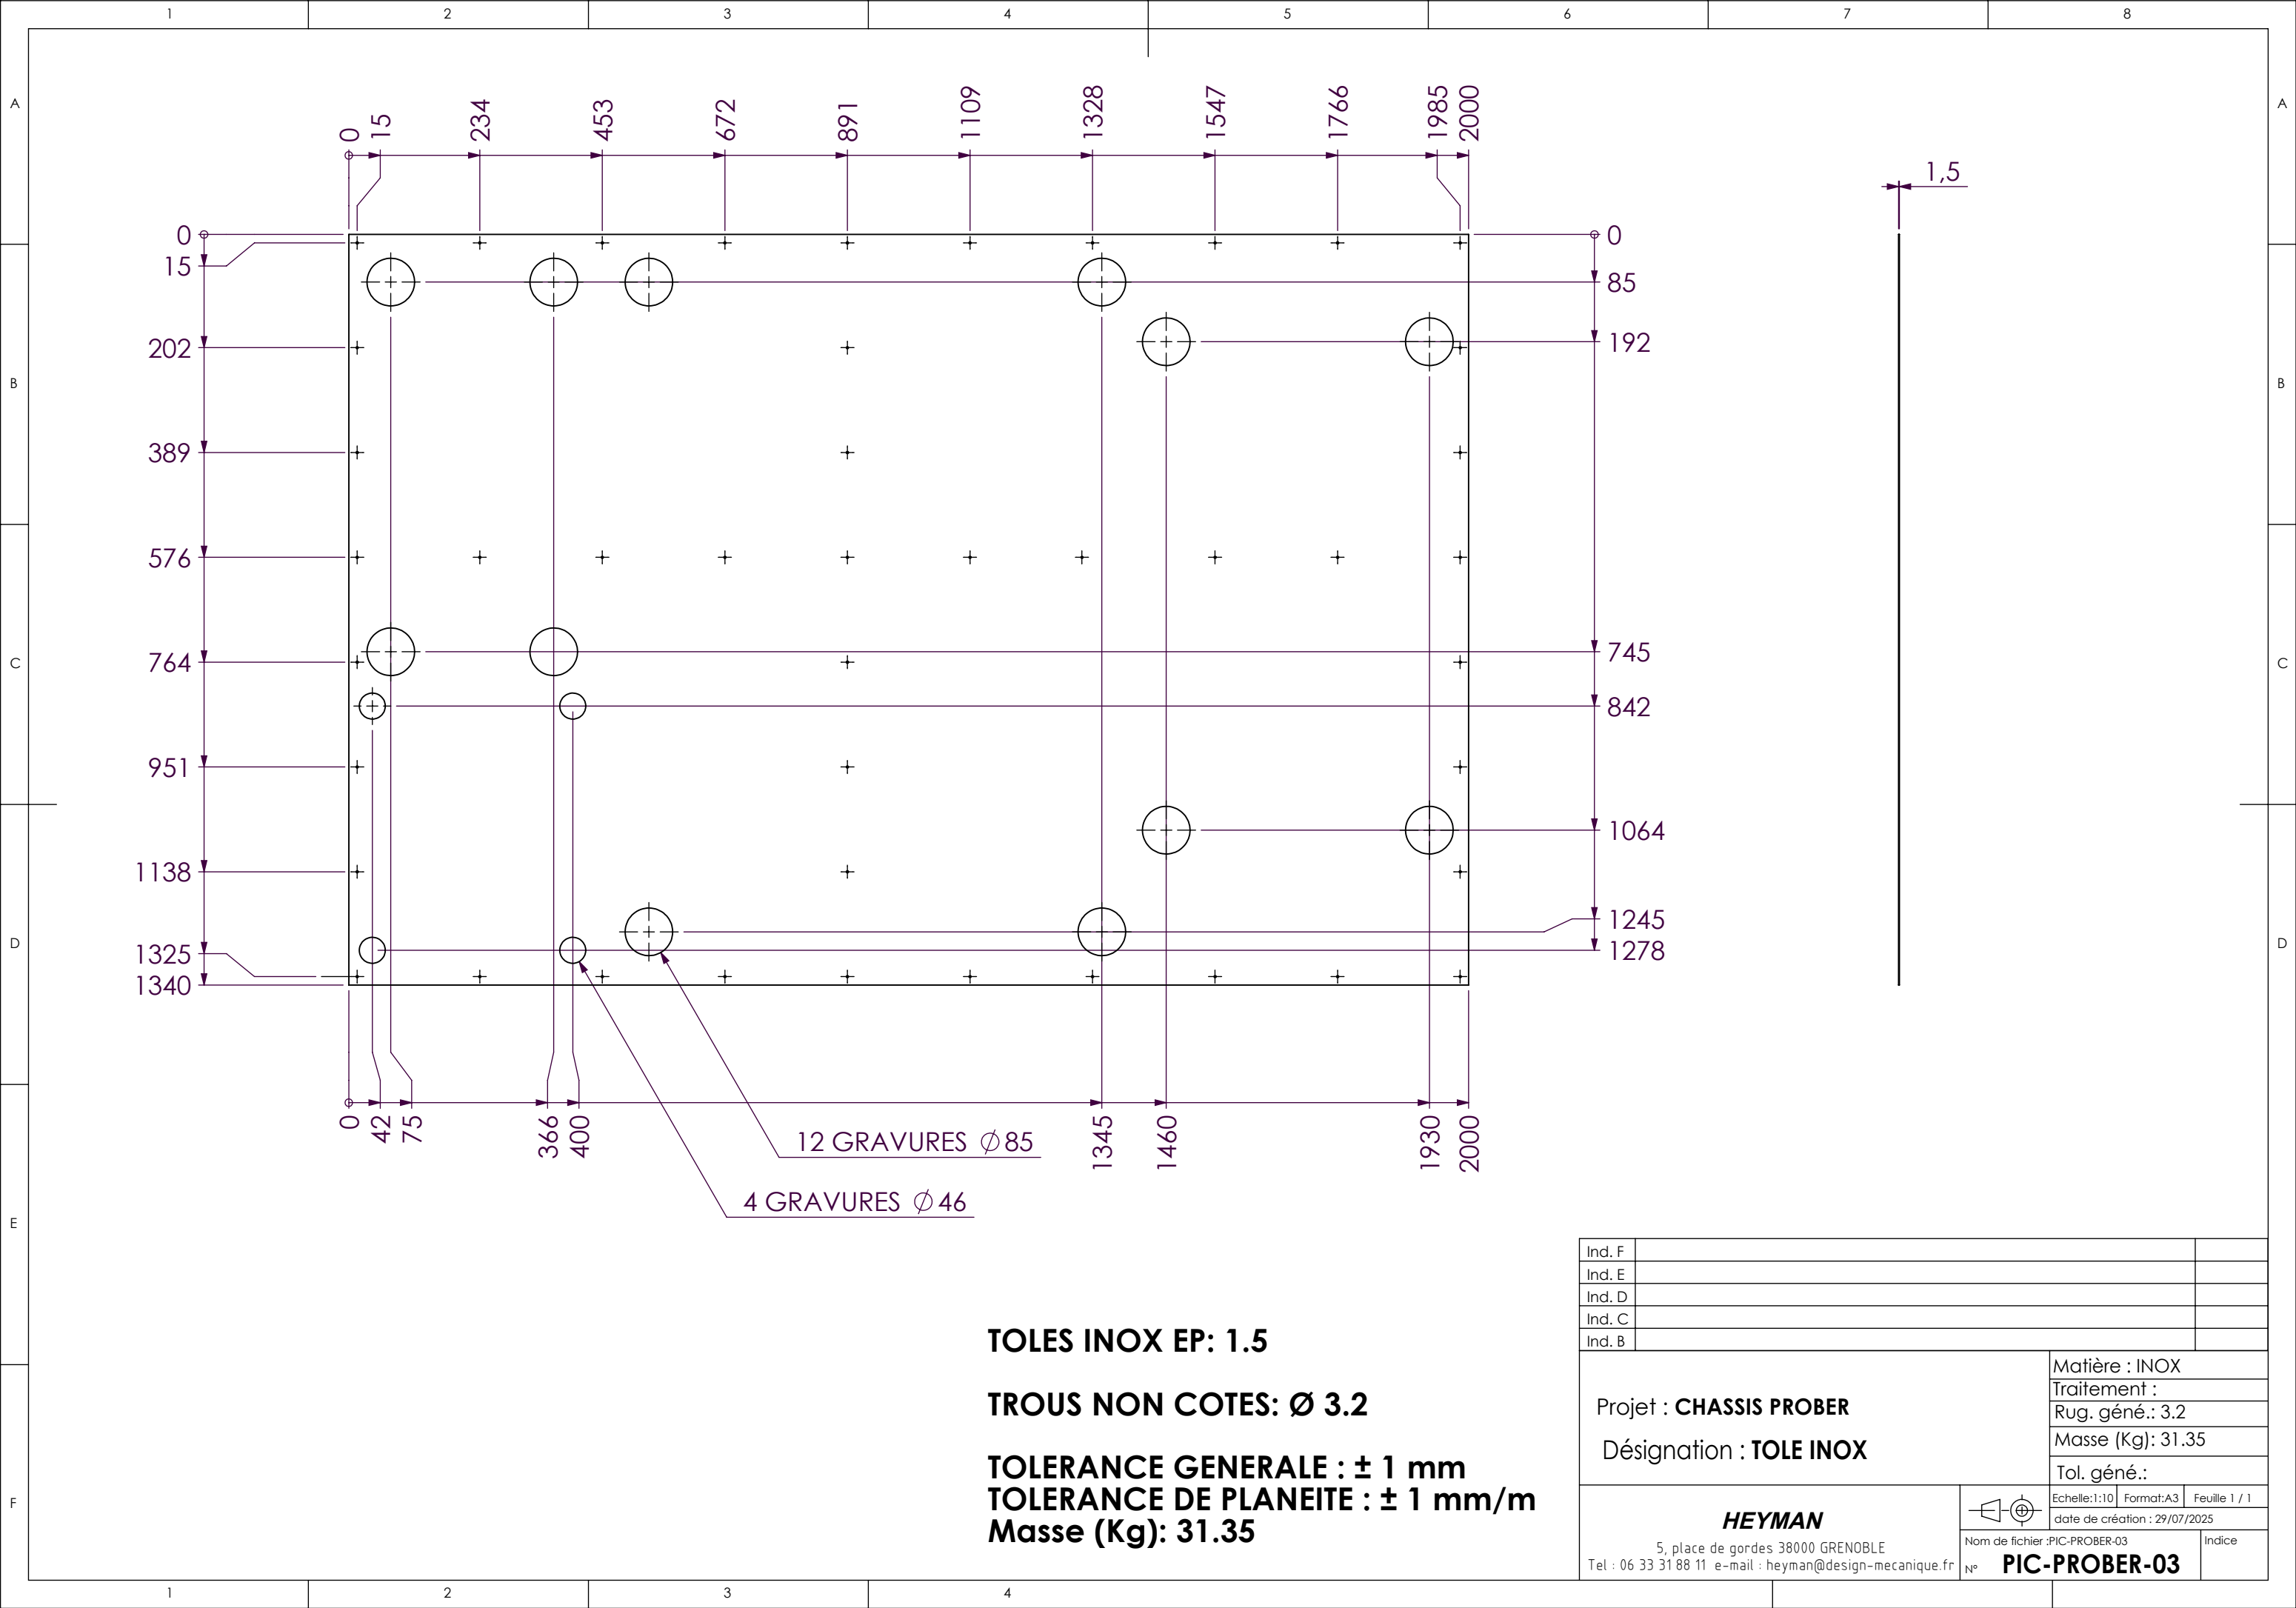 1 2 3 4 5 6 7 8
A A
B B
C C
D D
E
F
0 15 234 453 672 891 1109 1328 1547 1766 1985 2000
1,5
0
15
202
389
576
764
951
1138
1325
1340
0
85
192
745
842
1064
1245
1278
0 42 75 366 400 1345 1460 1930 2000
12 GRAVURES Ø85
4 GRAVURES Ø46
TOLES INOX EP: 1.5
TROUS NON COTES: Ø 3.2
TOLERANCE GENERALE : ± 1 mm
TOLERANCE DE PLANEITE : ± 1 mm/m
Masse (Kg): 31.35
Ind. F
Ind. E
Ind. D
Ind. C
Ind. B
Projet : CHASSIS PROBER
Désignation : TOLE INOX
Matière : INOX
Traitement :
Rug. géné.: 3.2
Masse (Kg): 31.35
Tol. géné.:
HEYMAN
5, place de gordes 38000 GRENOBLE
Tel : 06 33 31 88 11 e-mail : heyman@design-mecanique.fr
Echelle:1:10 Format:A3 Feuille 1 / 1
date de création : 29/07/2025
Nom de fichier :PIC-PROBER-03 Indice
N° PIC-PROBER-03
1 2 3 4